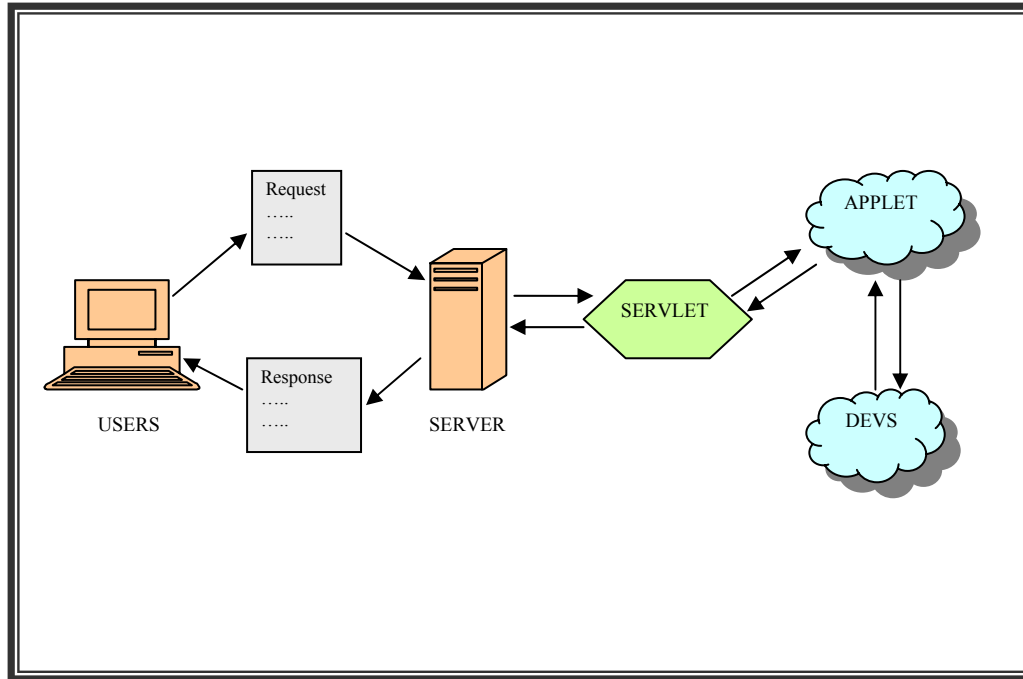 Request
…..
…..
APPLET
SERVLET
Response
…..
…..
USERS
SERVER
DEVS